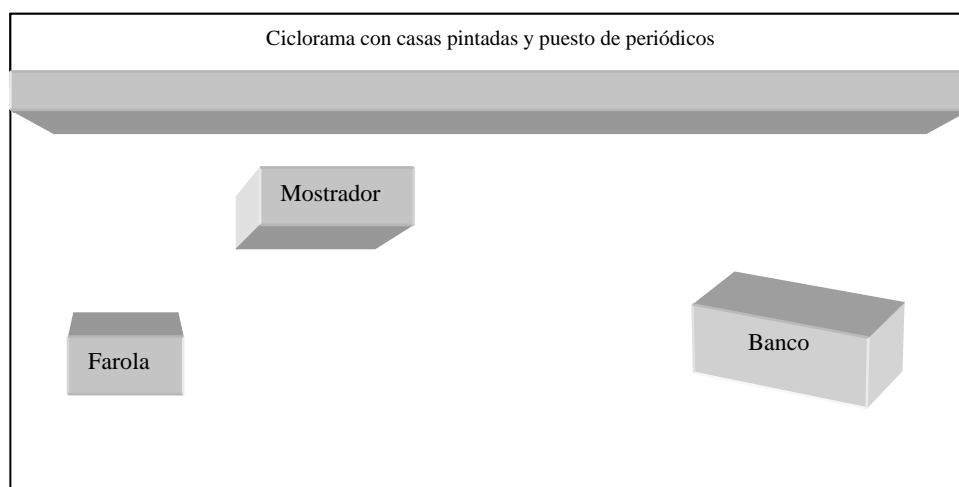 Ciclorama con casas pintadas y puesto de periódicos
Mostrador
Farola
Banco